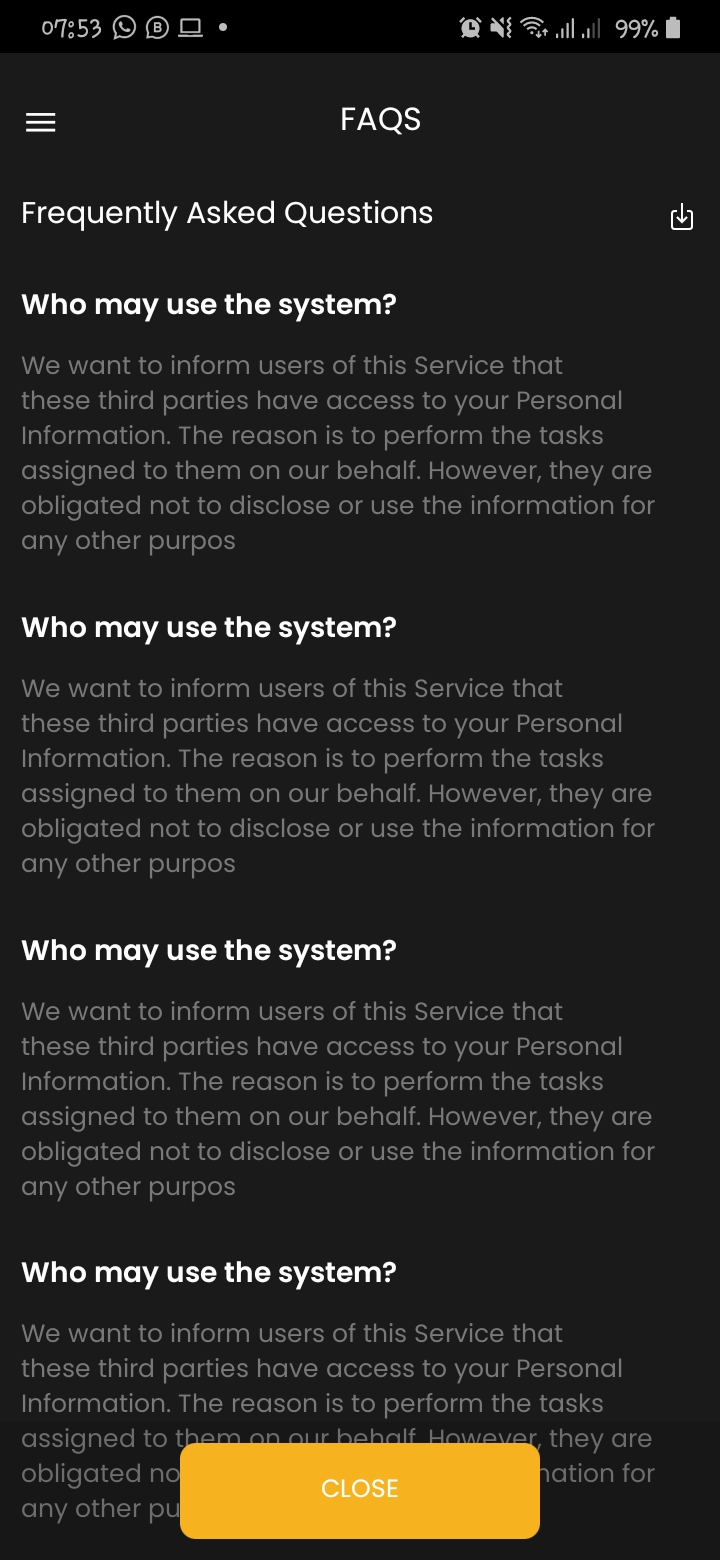 07:53
99%
FAQS
Frequently Asked Questions
Who may use the system?
We want to inform users of this Service that
these third parties have access to your Personal
Information. The reason is to perform the tasks
assigned to them on our behalf. However, they are
obligated not to disclose or use the information for
any other purpos
Who may use the system?
We want to inform users of this Service that
these third parties have access to your Personal
Information. The reason is to perform the tasks
assigned to them on our behalf. However, they are
obligated not to disclose or use the information for
any other purpos
Who may use the system?
We want to inform users of this Service that
these third parties have access to your Personal
Information. The reason is to perform the tasks
assigned to them on our behalf. However, they are
obligated not to disclose or use the information for
any other purpos
Who may use the system?
We want to inform users of this Service that
these third parties have access to your Personal
Information. The reason is to perform the tasks
assigned to them on our behalf. However, they are
obligated no mation for
any other pu
CLOSE